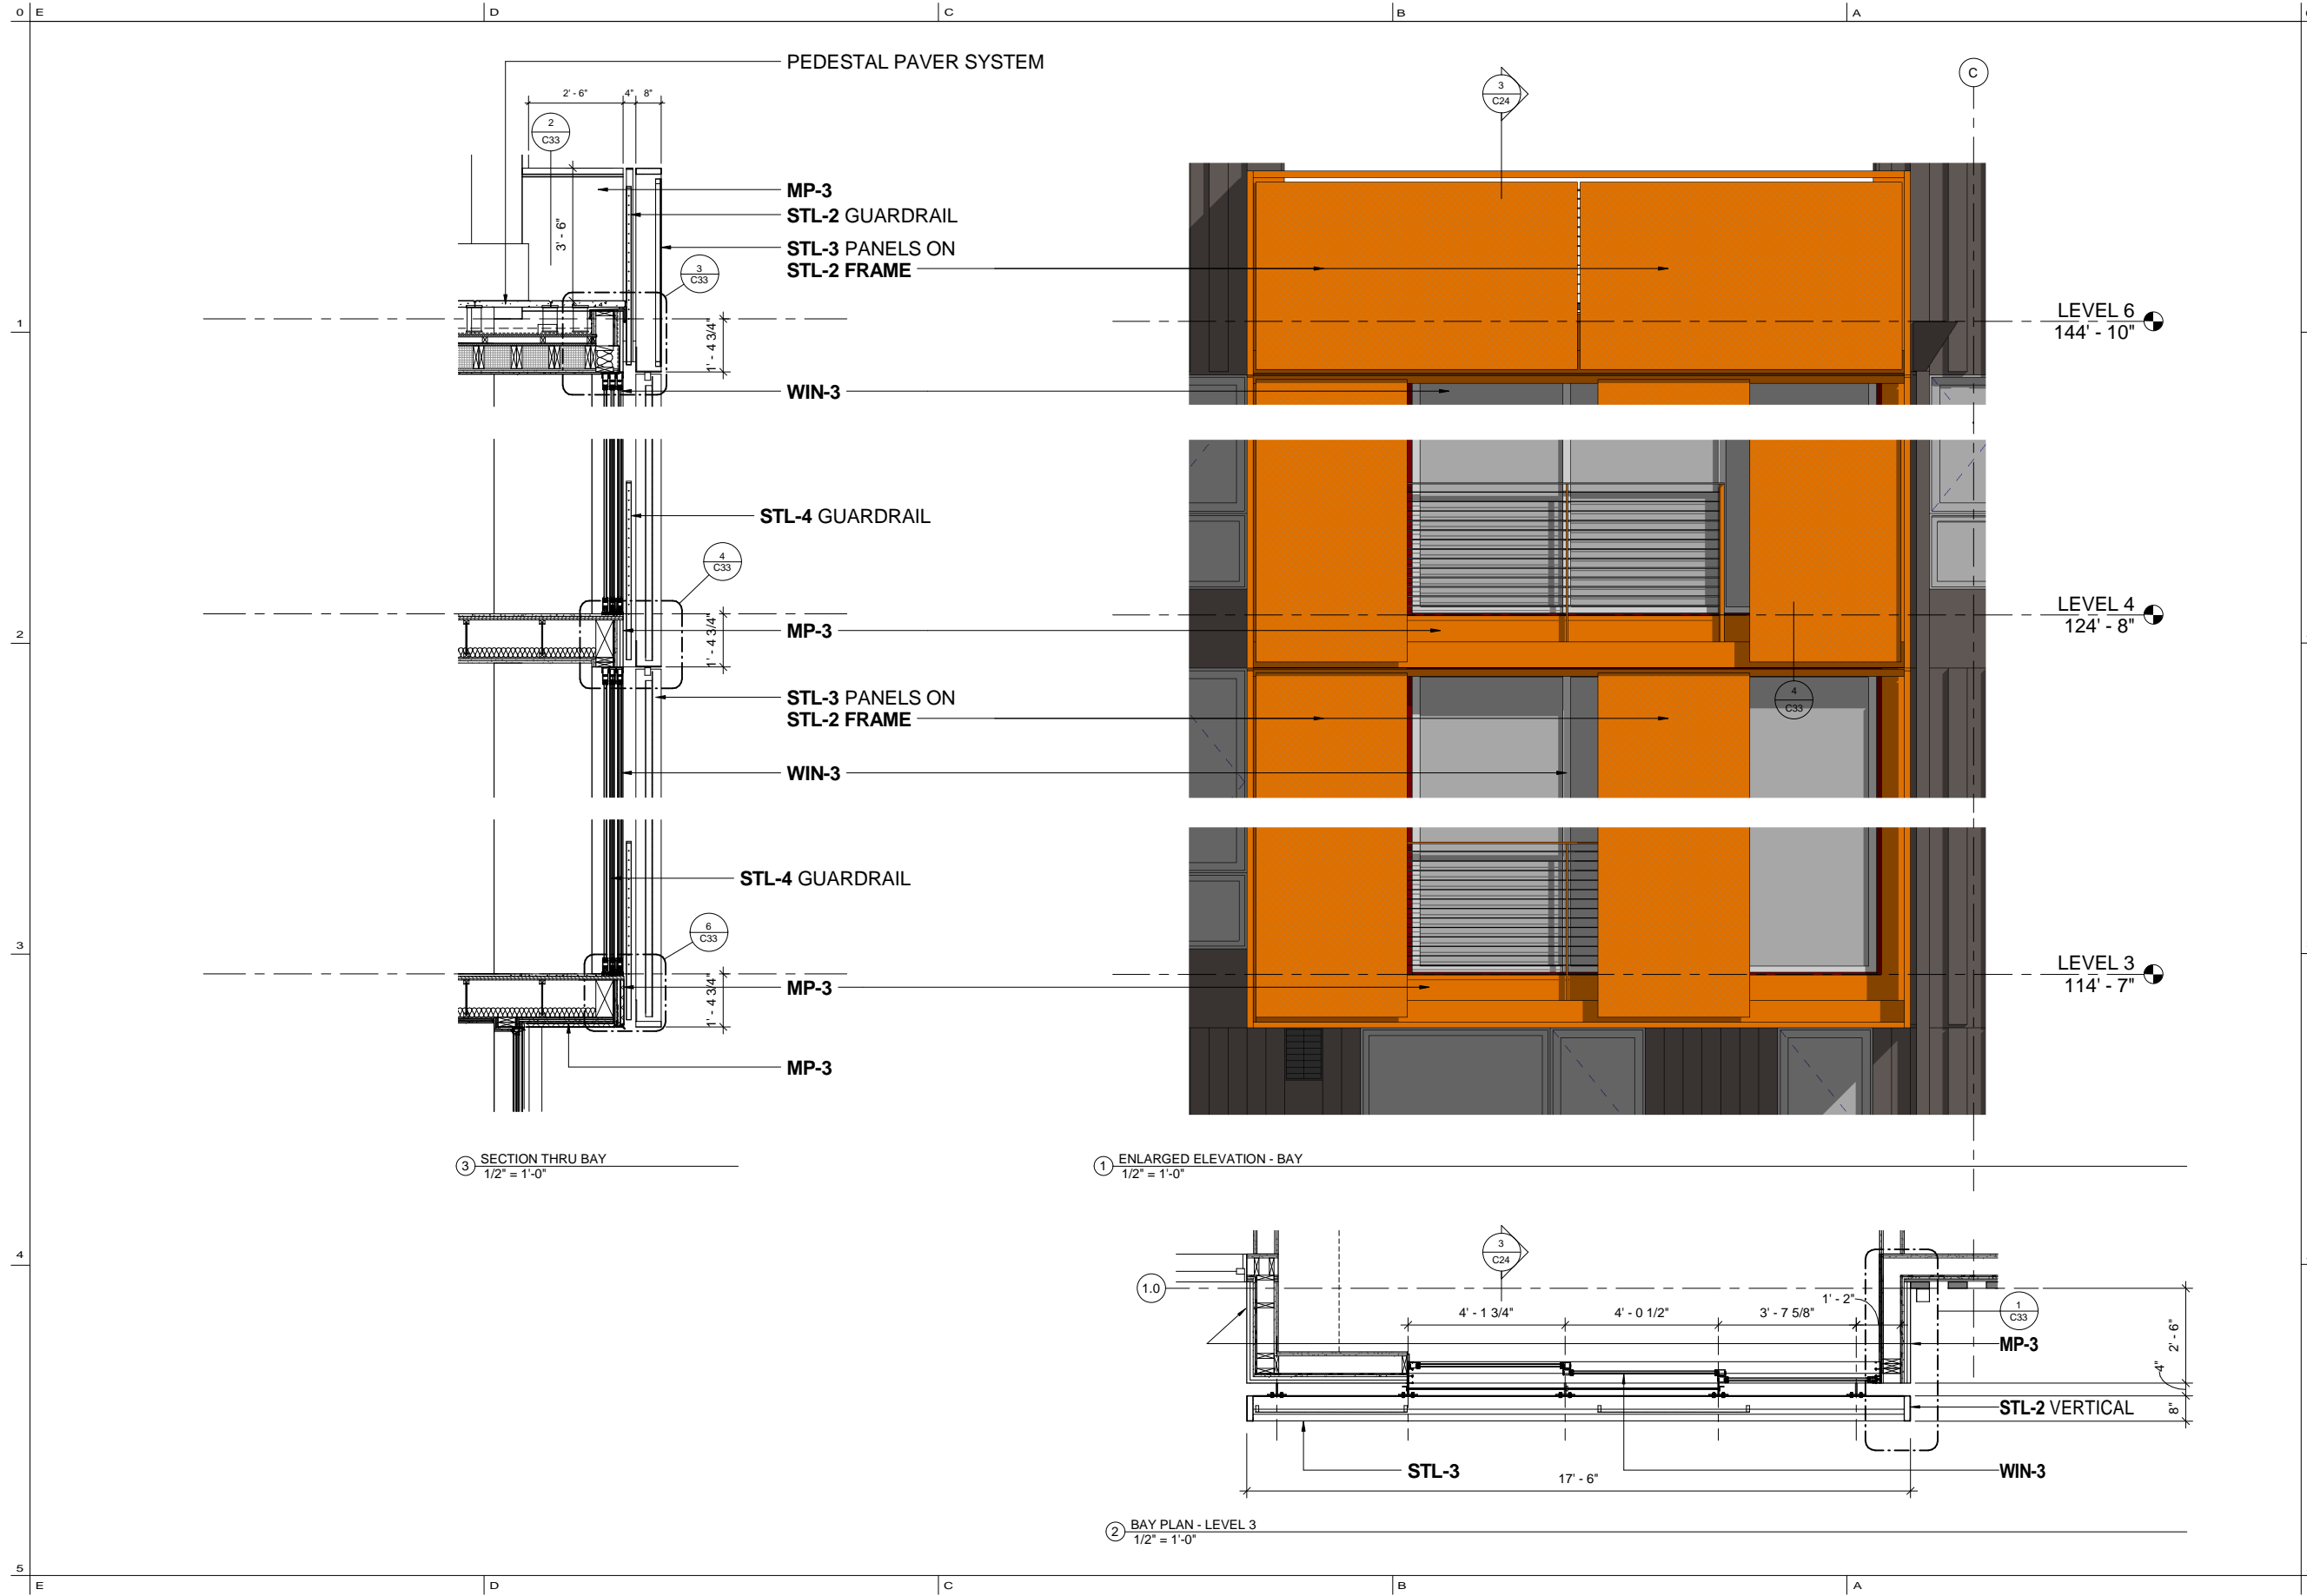 0 E D C B A
PEDESTAL PAVER SYSTEM
2' - 6" 4" 8"
2
C33
3
C24
C
MP-3
STL-2 GUARDRAIL
3' - 6"
STL-3 PANELS ON
STL-2 FRAME
3
C33
1
LEVEL 6
144' - 10"
1' - 4 3/4"
WIN-3
STL-4 GUARDRAIL
4
C33
2
LEVEL 4
124' - 8"
MP-3
1' - 4 3/4"
STL-3 PANELS ON
STL-2 FRAME
4
C33
WIN-3
STL-4 GUARDRAIL
6
C33
3
LEVEL 3
114' - 7"
MP-3
1' - 4 3/4"
MP-3
3 SECTION THRU BAY
1/2" = 1'-0"
1 ENLARGED ELEVATION - BAY
1/2" = 1'-0"
4
3
C24
1.0
4' - 1 3/4" 4' - 0 1/2" 3' - 7 5/8" 1' - 2"
1
C33
2' - 6"
MP-3
4"
STL-2 VERTICAL
8"
STL-3
17' - 6"
WIN-3
2 BAY PLAN - LEVEL 3
1/2" = 1'-0"
5
E D C B A